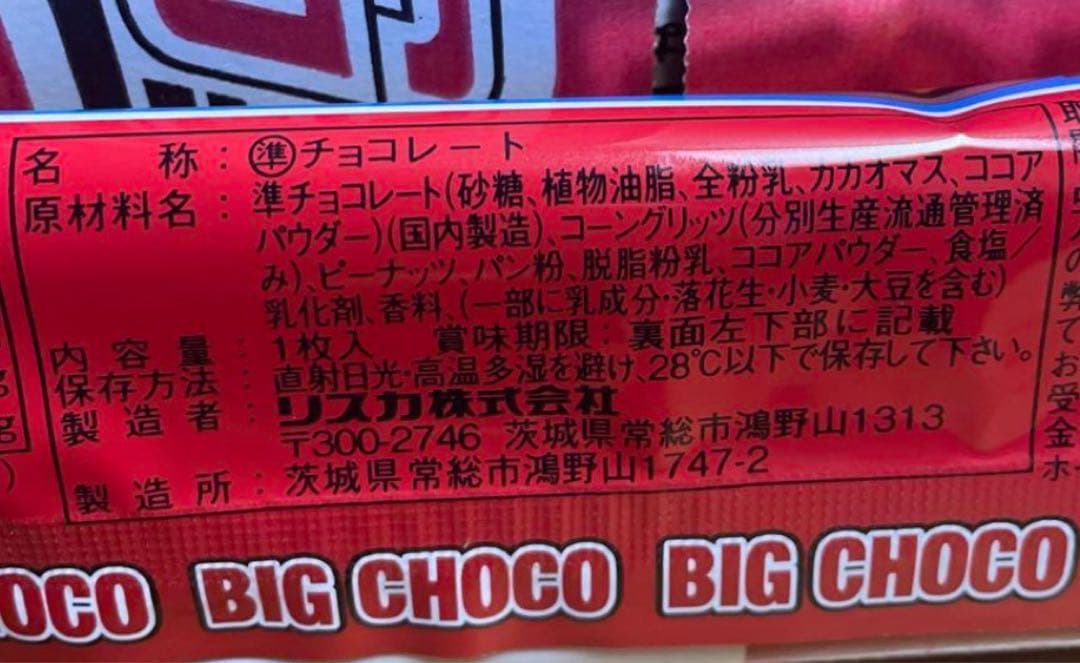 名称：㊜チョコレート
原材料名：準チョコレート(砂糖、植物油脂、全粉乳、カカオマス、ココア
パウダー)(国内製造)、コーングリッツ(分別生産流通管理済
み)、ピーナッツ、パン粉、脱脂粉乳、ココアパウダー、食塩／
乳化剤、香料、(一部に乳成分・落花生・小麦・大豆を含む)
内容量：1枚入 賞味期限：裏面左下部に記載
保存方法：直射日光・高温多湿を避け、28℃以下で保存して下さい。
製造者：リスカ株式会社
〒300-2746 茨城県常総市鴻野山1313
製造所：茨城県常総市鴻野山1747-2
OCO BIG CHOCO BIG CHOCO